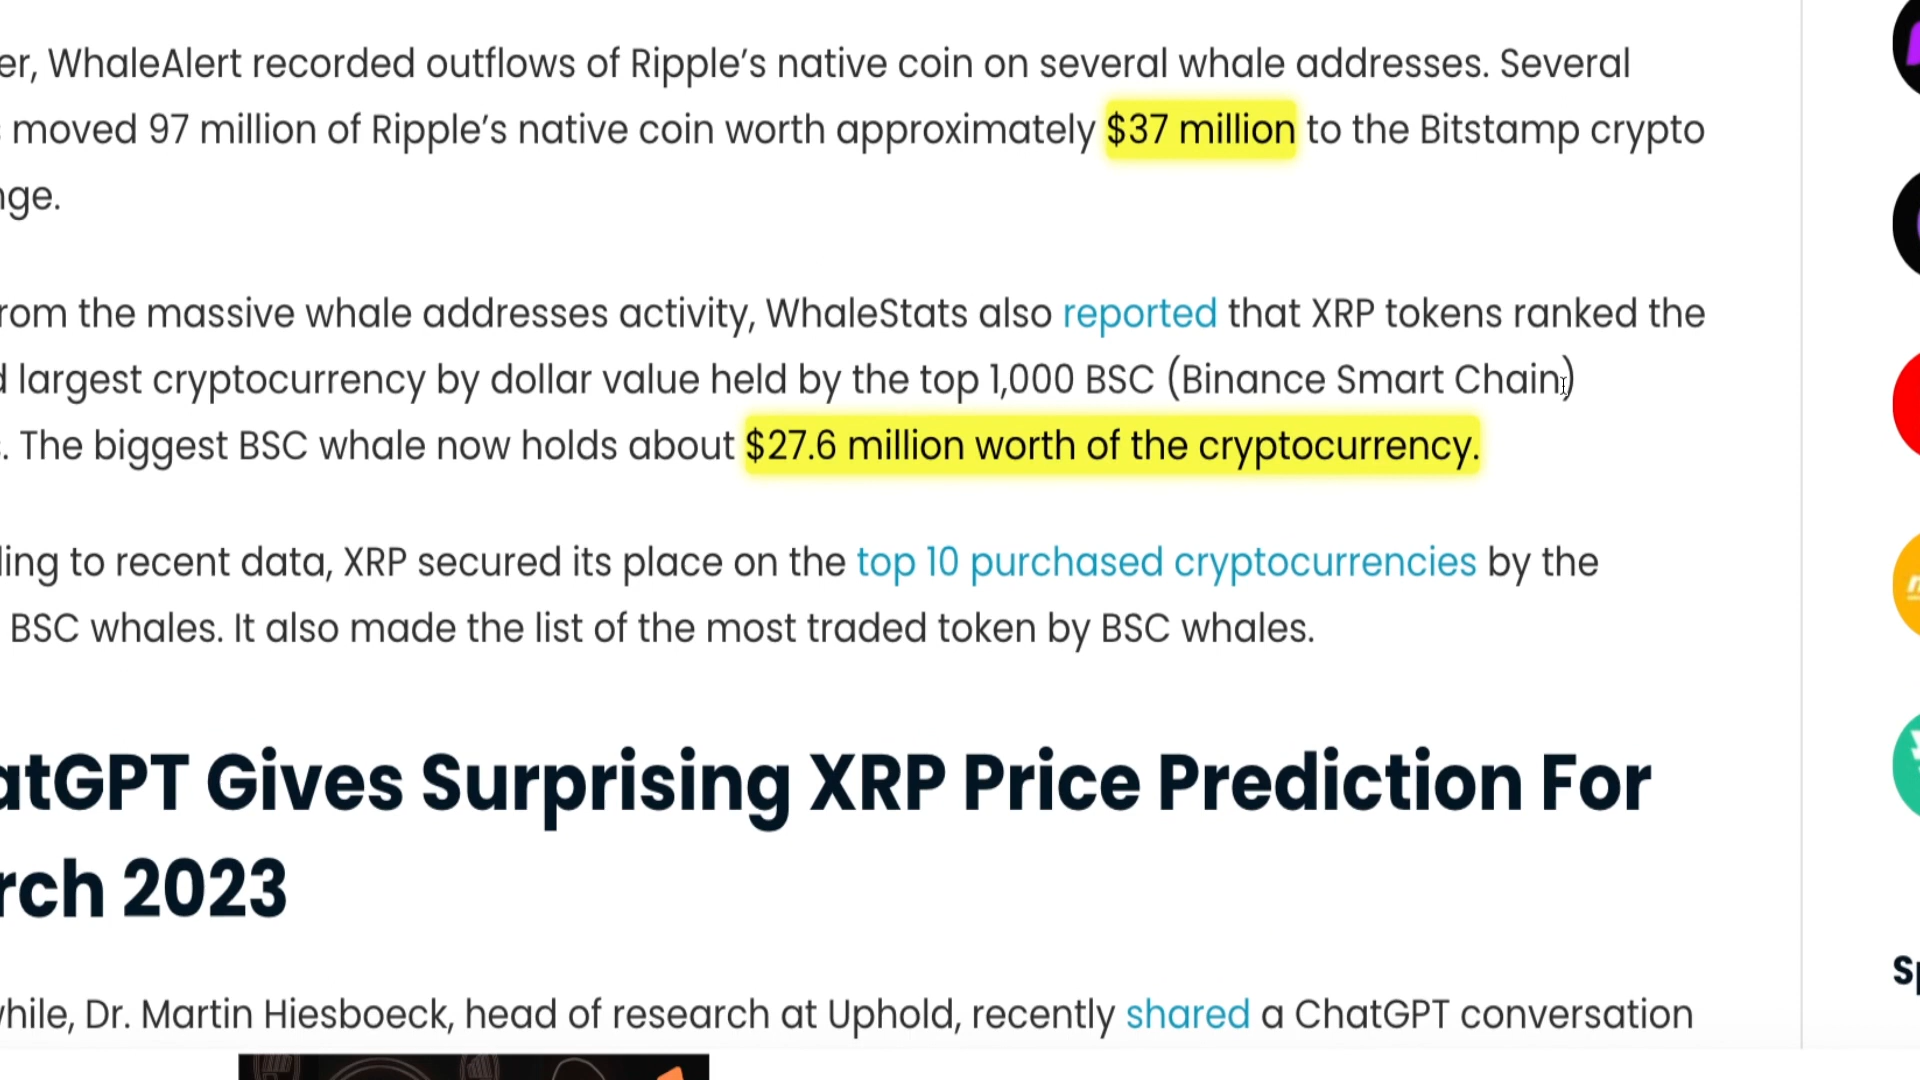 er, WhaleAlert recorded outflows of Ripple’s native coin on several whale addresses. Several
moved 97 million of Ripple’s native coin worth approximately $37 million to the Bitstamp crypto
nge.
rom the massive whale addresses activity, WhaleStats also reported that XRP tokens ranked the
d largest cryptocurrency by dollar value held by the top 1,000 BSC (Binance Smart Chain)
. The biggest BSC whale now holds about $27.6 million worth of the cryptocurrency.
ling to recent data, XRP secured its place on the top 10 purchased cryptocurrencies by the
BSC whales. It also made the list of the most traded token by BSC whales.
atGPT Gives Surprising XRP Price Prediction For
rch 2023
Sp
while, Dr. Martin Hiesboeck, head of research at Uphold, recently shared a ChatGPT conversation